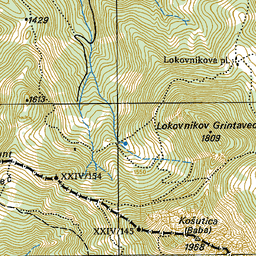 1429
Lokovnikova pl.
1613
Lokovnikov Grintavec
1809
XXIV/154
Košutica
(Baba)
XXIV/145
1968